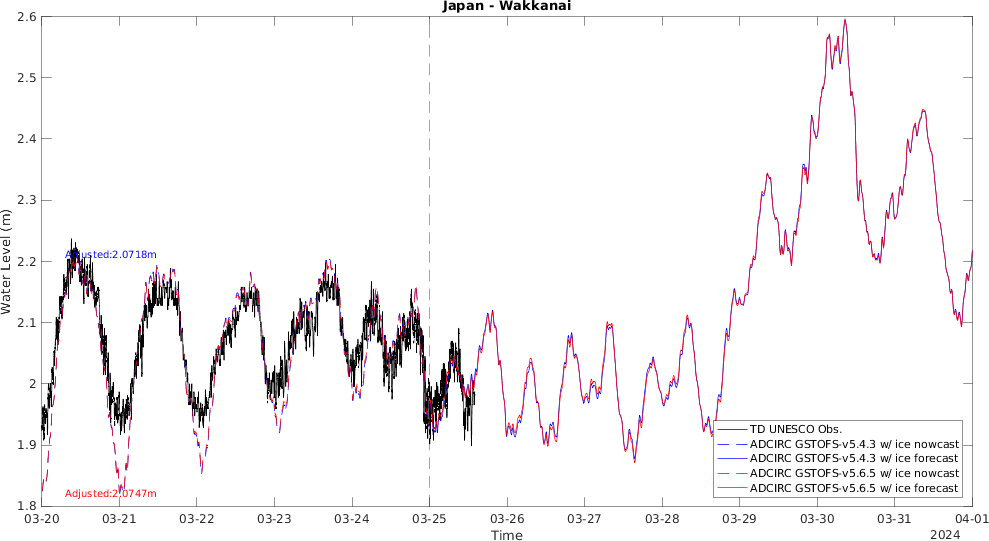 Japan - Wakkanai
2.6
2.5
2.4
2.3
2.2
2.1
2
1.9
1.8
Water Level (m)
Adjusted:2.0718m
Adjusted:2.0747m
TD UNESCO Obs.
ADCIRC GSTOFS-v5.4.3 w/ ice nowcast
ADCIRC GSTOFS-v5.4.3 w/ ice forecast
ADCIRC GSTOFS-v5.6.5 w/ ice nowcast
ADCIRC GSTOFS-v5.6.5 w/ ice forecast
03-20 03-21 03-22 03-23 03-24 03-25 03-26 03-27 03-28 03-29 03-30 03-31 04-01
Time
2024